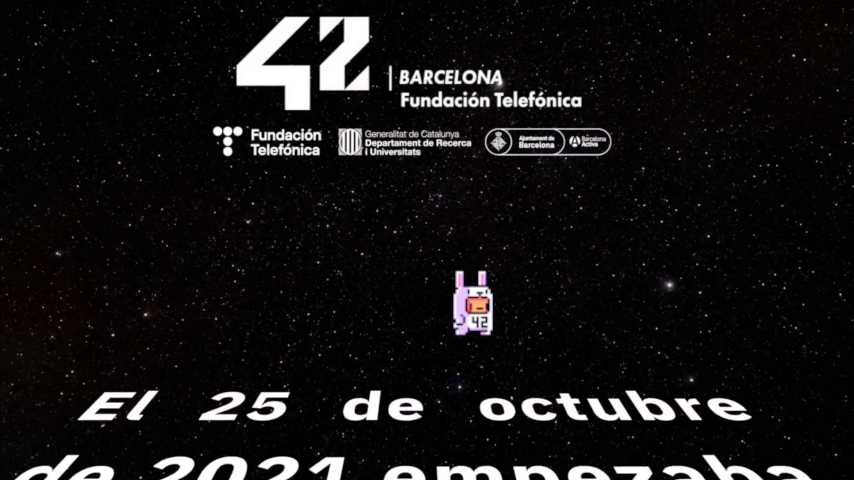 42
BARCELONA
Fundación Telefónica
Fundación
Telefónica
Generalitat de Catalunya
Departament de Recerca
i Universitats
Ajuntament de
Barcelona
Barcelona
Activa
42
El 25 de octubre
de 2021 empezaba